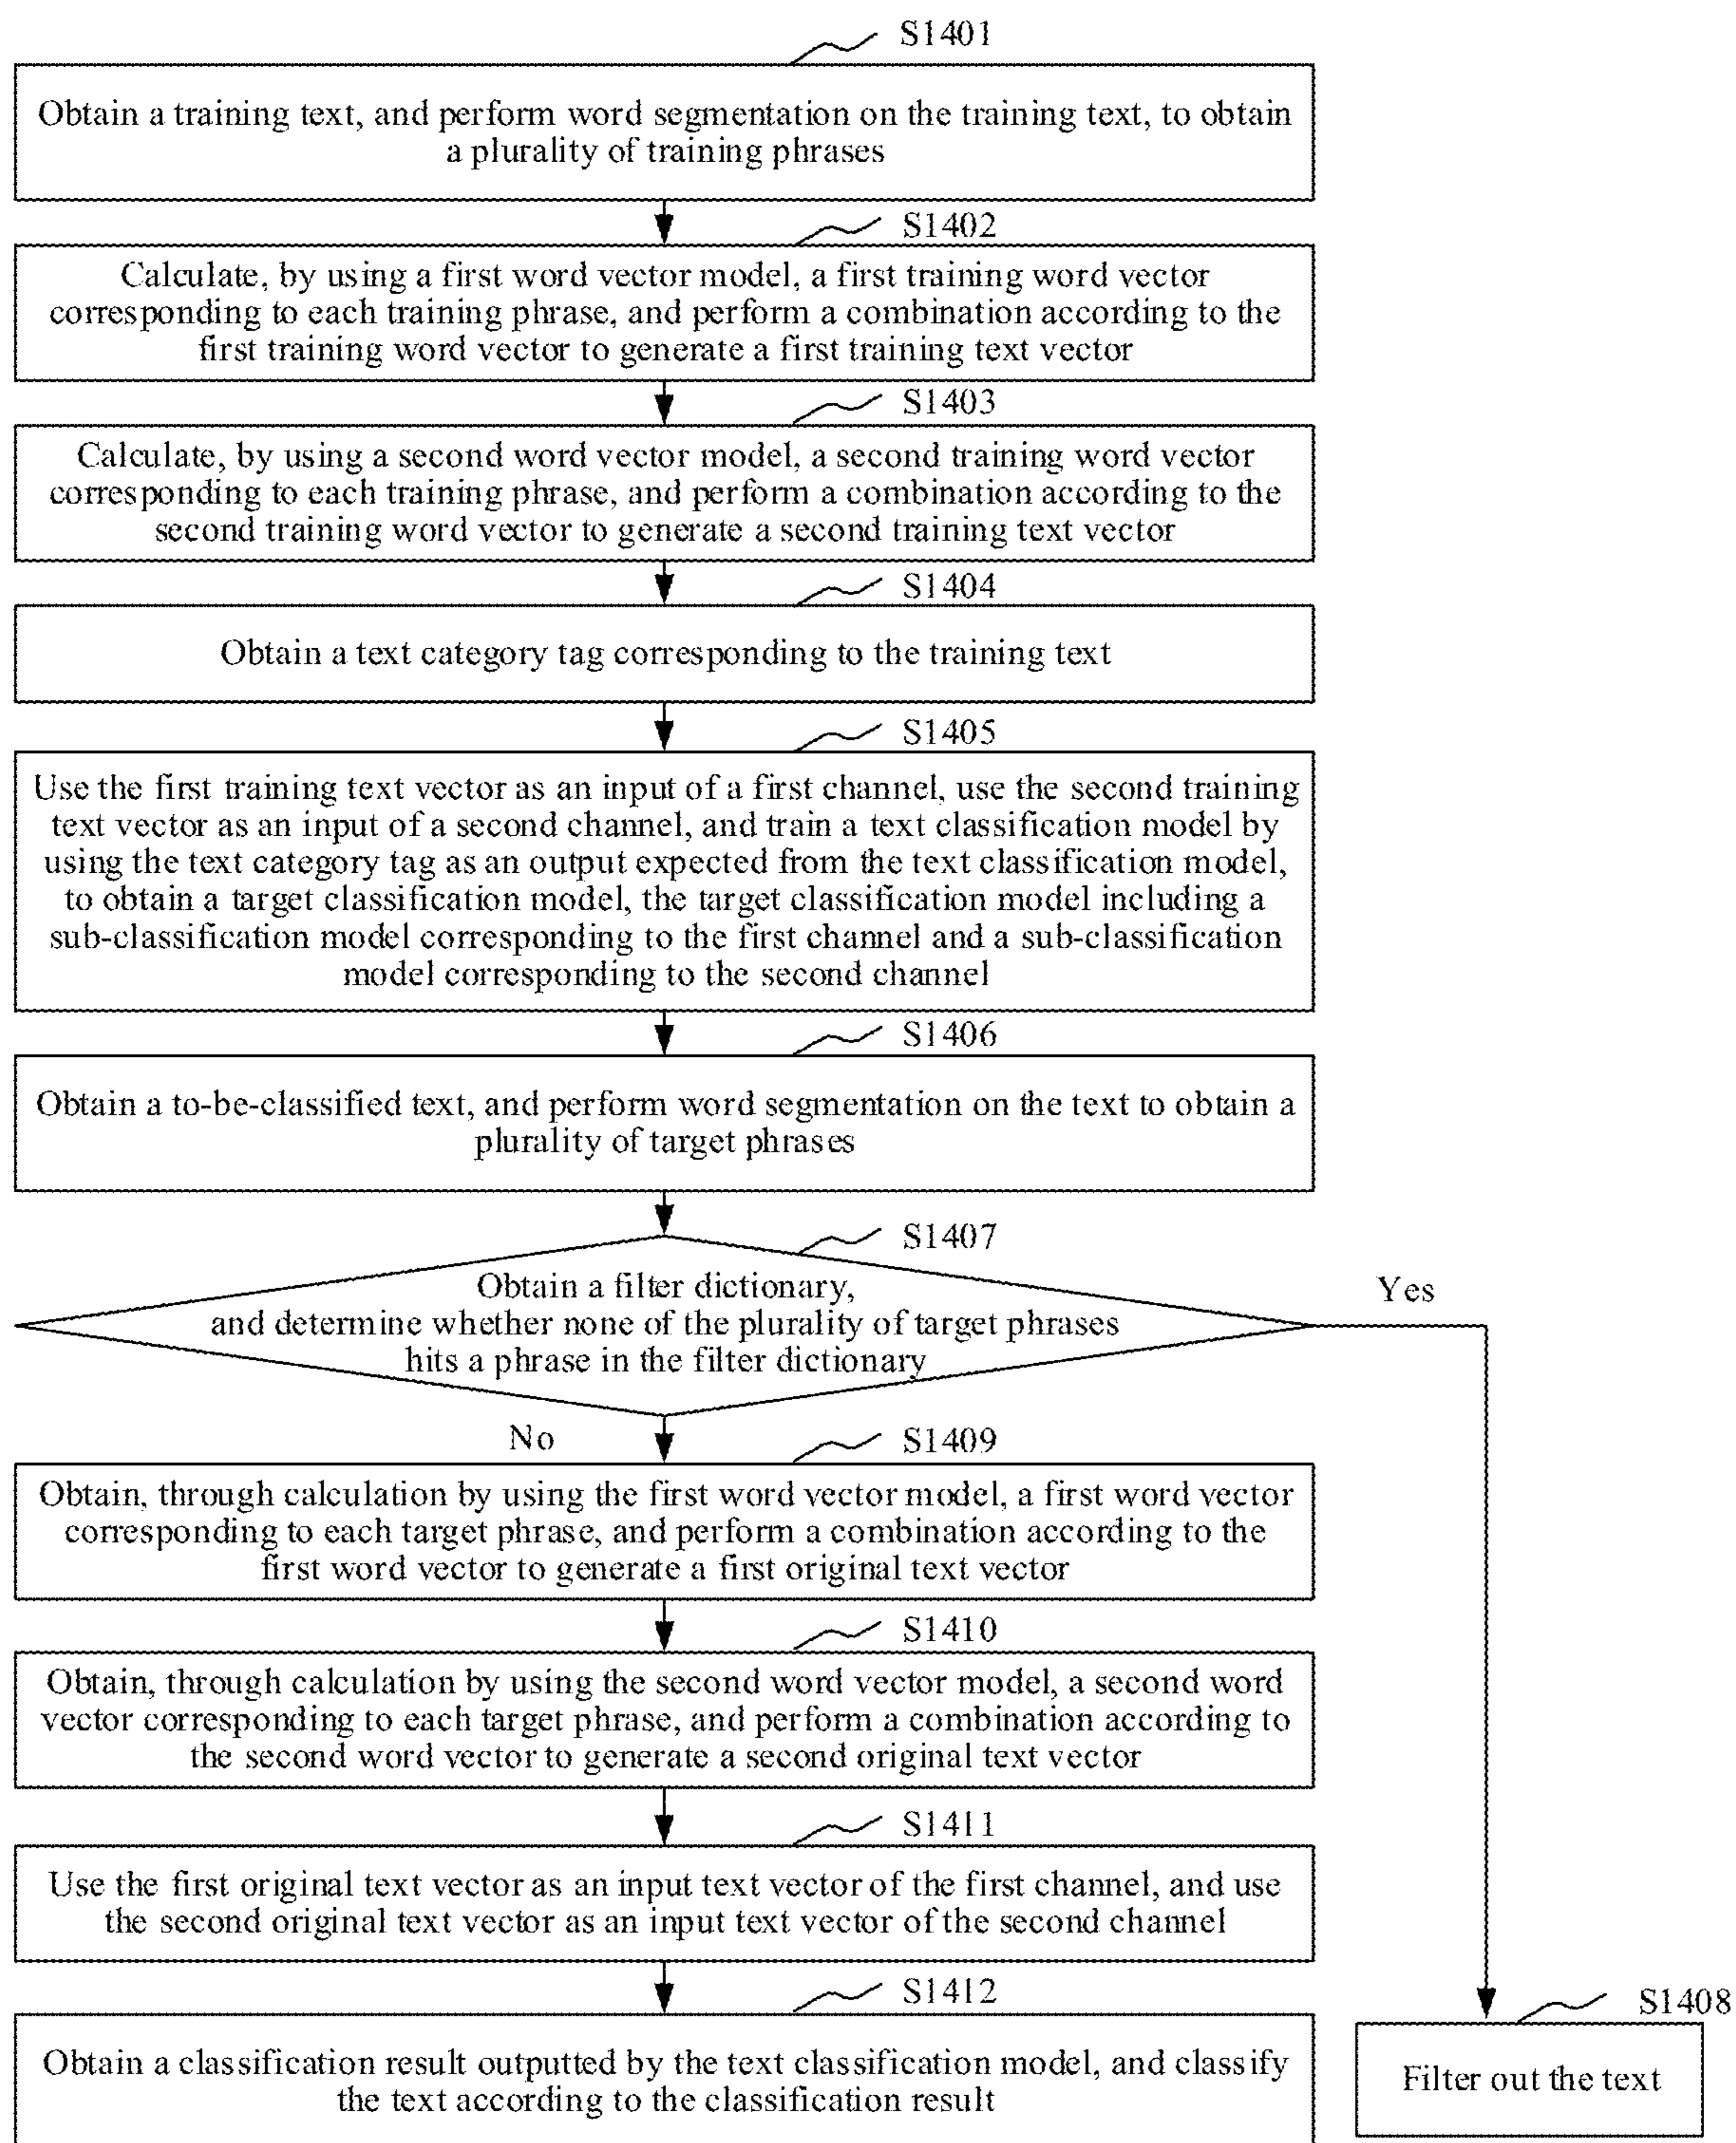 S1401
Obtain a training text, and perform word segmentation on the training text, to obtain
a plurality of training phrases
S1402
Calculate, by using a first word vector model, a first training word vector
corresponding to each training phrase, and perform a combination according to the
first training word vector to generate a first training text vector
S1403
Calculate, by using a second word vector model, a second training word vector
corresponding to each training phrase, and perform a combination according to the
second training word vector to generate a second training text vector
S1404
Obtain a text category tag corresponding to the training text
S1405
Use the first training text vector as an input of a first channel, use the second training
text vector as an input of a second channel, and train a text classification model by
using the text category tag as an output expected from the text classification model,
to obtain a target classification model, the target classification model including a
sub-classification model corresponding to the first channel and a sub-classification
model corresponding to the second channel
S1406
Obtain a to-be-classified text, and perform word segmentation on the text to obtain a
plurality of target phrases
S1407
Obtain a filter dictionary,
and determine whether none of the plurality of target phrases
hits a phrase in the filter dictionary
Yes
No
S1409
Obtain, through calculation by using the first word vector model, a first word vector
corresponding to each target phrase, and perform a combination according to the
first word vector to generate a first original text vector
S1410
Obtain, through calculation by using the second word vector model, a second word
vector corresponding to each target phrase, and perform a combination according to
the second word vector to generate a second original text vector
S1411
Use the first original text vector as an input text vector of the first channel, and use
the second original text vector as an input text vector of the second channel
S1412
Obtain a classification result outputted by the text classification model, and classify
the text according to the classification result
S1408
Filter out the text